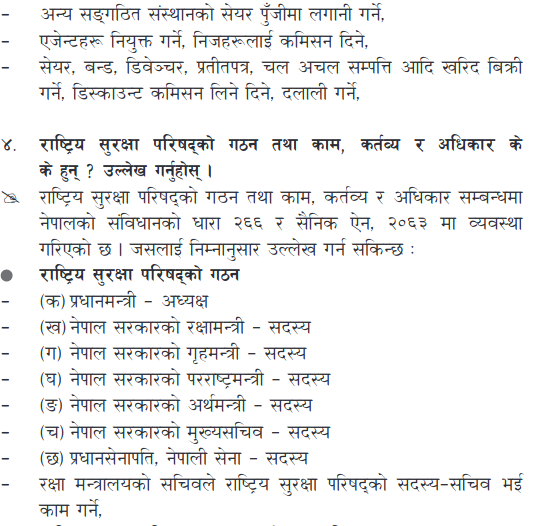 – अन्य सङ्गठित संस्थानको सेयर पुँजीमा लगानी गर्ने,
– एजेन्टहरू नियुक्त गर्ने, निजहरूलाई कमिसन दिने,
– सेयर, बन्ड, डिवेञ्चर, प्रतीतपत्र, चल अचल सम्पत्ति आदि खरिद बिक्री
गर्ने, डिस्काउन्ट कमिसन लिने दिने, दलाली गर्ने,
४. राष्ट्रिय सुरक्षा परिषद्को गठन तथा काम, कर्तव्य र अधिकार के
के हुन् ? उल्लेख गर्नुहोस् ।
राष्ट्रिय सुरक्षा परिषद्को गठन तथा काम, कर्तव्य र अधिकार सम्बन्धमा
नेपालको संविधानको धारा २६६ र सैनिक ऐन, २०६३ मा व्यवस्था
गरिएको छ । जसलाई निम्नानुसार उल्लेख गर्न सकिन्छ :
● राष्ट्रिय सुरक्षा परिषद्को गठन
– (क) प्रधानमन्त्री – अध्यक्ष
– (ख) नेपाल सरकारको रक्षामन्त्री – सदस्य
– (ग) नेपाल सरकारको गृहमन्त्री – सदस्य
– (घ) नेपाल सरकारको परराष्ट्रमन्त्री – सदस्य
– (ङ) नेपाल सरकारको अर्थमन्त्री – सदस्य
– (च) नेपाल सरकारको मुख्यसचिव – सदस्य
– (छ) प्रधानसेनापति, नेपाली सेना – सदस्य
– रक्षा मन्त्रालयको सचिवले राष्ट्रिय सुरक्षा परिषद्को सदस्य–सचिव भई
काम गर्ने,